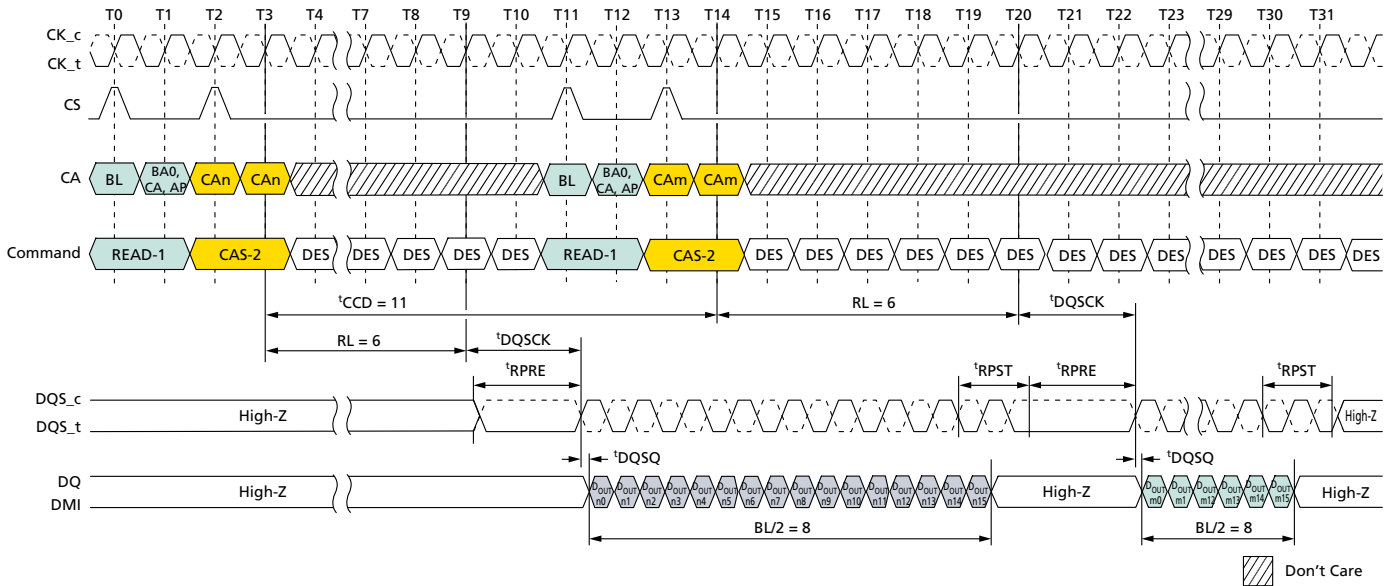 T0 T1 T2 T3 T4 T7 T8 T9 T10 T11 T12 T13 T14 T15 T16 T17 T18 T19 T20 T21 T22 T23 T29 T30 T31
CK_c
CK_t
CS
CA BL BA0, CA, AP CAn CAn BL BA0, CA, AP CAm CAm
Command READ-1 CAS-2 DES DES DES DES DES READ-1 CAS-2 DES DES DES DES DES DES DES DES DES DES DES DES DES
tCCD = 11 RL = 6 tDQSCK
RL = 6 tDQSCK
tRPRE tRPST tRPRE tRPST
DQS_c
DQS_t
High-Z High-Z
tDQSQ tDQSQ
DQ
DMI
High-Z DOUT n0 DOUT n1 DOUT n2 DOUT n3 DOUT n4 DOUT n5 DOUT n6 DOUT n7 DOUT n8 DOUT n9 DOUT n10 DOUT n11 DOUT n12 DOUT n13 DOUT n14 DOUT n15 High-Z DOUT m0 DOUT m1 DOUT m12 DOUT m13 DOUT m14 DOUT m15 High-Z
BL/2 = 8 BL/2 = 8
Don't Care